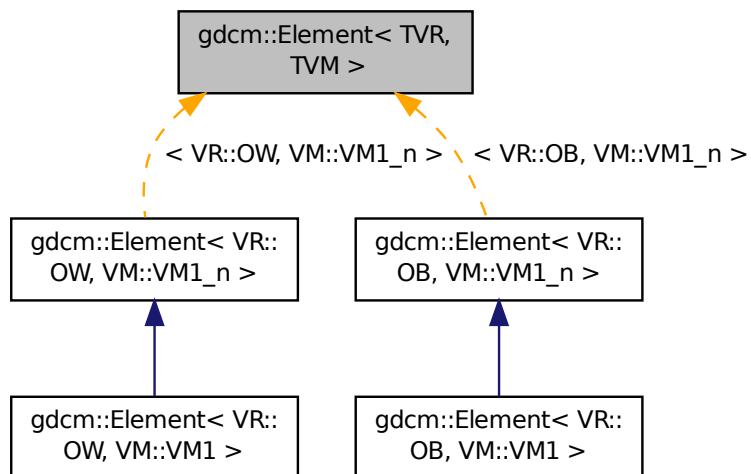 gdcm::Element< TVR,
TVM >
< VR::OW, VM::VM1_n >
< VR::OB, VM::VM1_n >
gdcm::Element< VR::
OW, VM::VM1_n >
gdcm::Element< VR::
OB, VM::VM1_n >
gdcm::Element< VR::
OW, VM::VM1 >
gdcm::Element< VR::
OB, VM::VM1 >